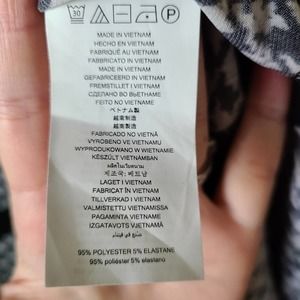 30
P
MADE IN VIETNAM
HECHO EN VIETNAM
FABRIQUÉ AU VIETNAM
FABBRICATO IN VIETNAM
MADE IN VIETNAM
GEFABRICEERD IN VIETNAM
FREMSTILLET I VIETNAM
СДЕЛАНО ВО ВЬЕТНАМЕ
FEITO NO VIETNAME
ベトナム製
越南制造
越南製造
FABRICADO NO VIETNÃ
VYROBENO VE VIETNAMU
WYPRODUKOWANO W WIETNAMIE
KÉSZÜLT VIETNÁMBAN
ผลิตในเวียดนาม
제조국: 베트남
LAGET I VIETNAM
FABRICAT ÎN VIETNAM
TILLVERKAD I VIETNAM
VALMISTETTU VIETNAMISSA
PAGAMINTA VIETNAME
IZGATAVOTS VJETNAMĀ
صنع في فيتنام
95% POLYESTER 5% ELASTANE
95% poliéster 5% elastano